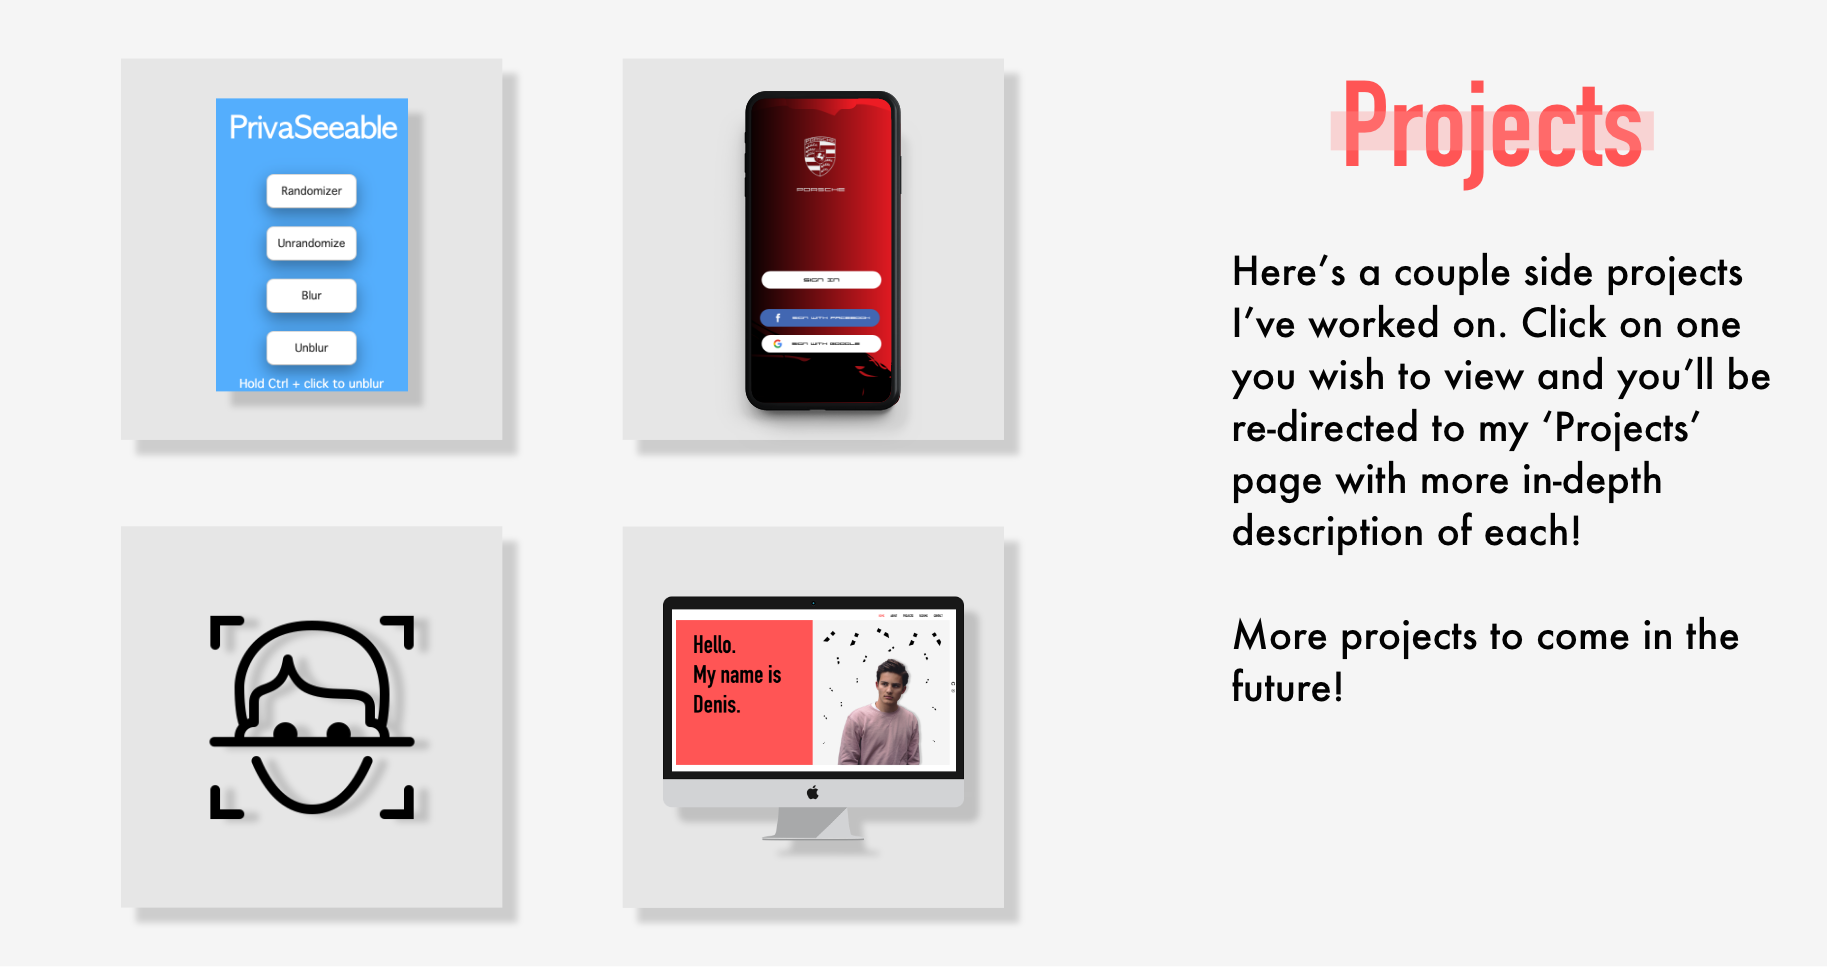 PrivaSeeable
Randomizer
Unrandomize
Blur
Unblur
Hold Ctrl + click to unblur
PORSCHE
SIGN IN
SIGN WITH FACEBOOK
SIGN WITH GOOGLE
Hello.
My name is
Denis.
Projects
Here’s a couple side projects
I’ve worked on. Click on one
you wish to view and you’ll be
re-directed to my ‘Projects’
page with more in-depth
description of each!
More projects to come in the
future!